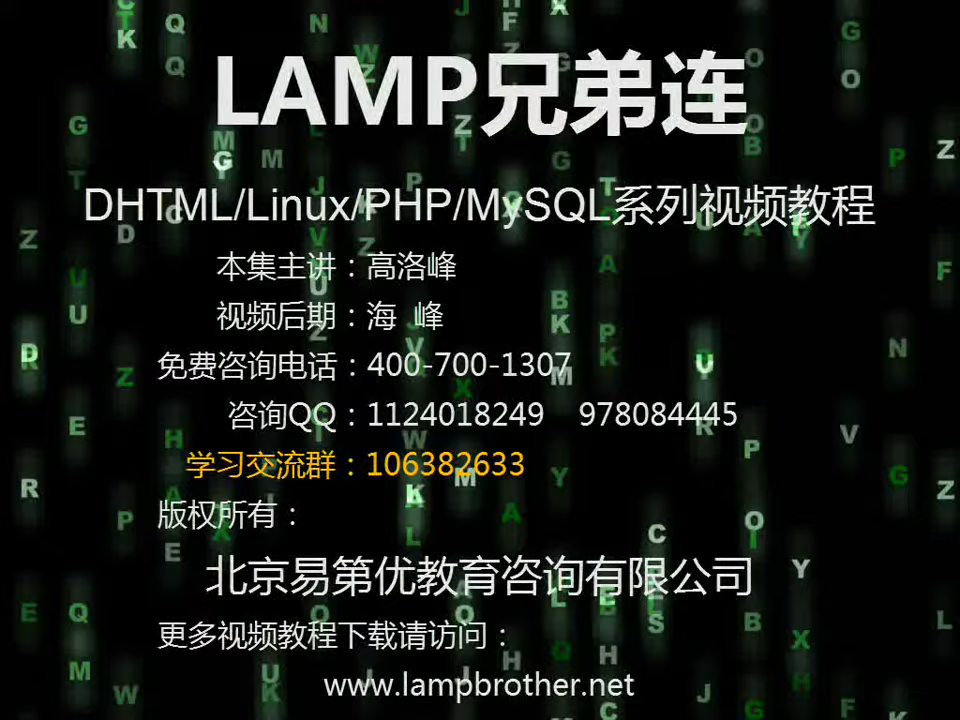 LAMP兄弟连
DHTML/Linux/PHP/MySQL系列视频教程
本集主讲：高洛峰
视频后期：海 峰
免费咨询电话：400-700-1307
咨询QQ：1124018249 978084445
学习交流群：106382633
版权所有：
北京易第优教育咨询有限公司
更多视频教程下载请访问：
www.lampbrother.net